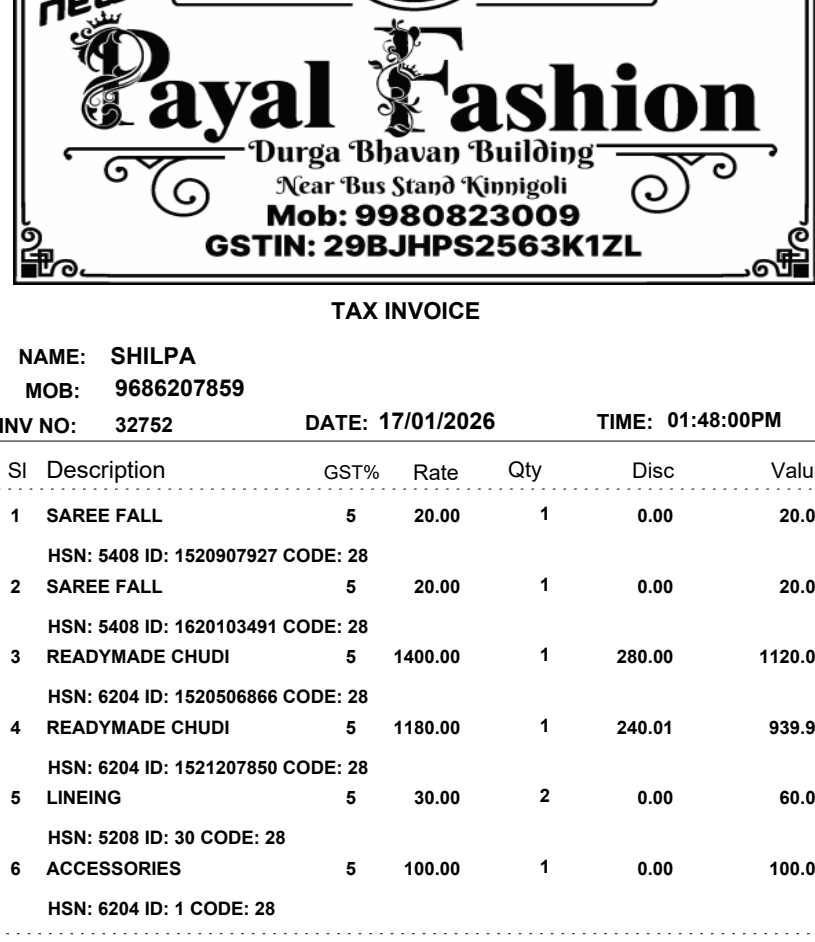 new
Payal Fashion
Durga Bhavan Building
Near Bus Stand Kinnigoli
Mob: 9980823009
GSTIN: 29BJHPS2563K1ZL
TAX INVOICE
NAME: SHILPA
MOB: 9686207859
INV NO: 32752 DATE: 17/01/2026 TIME: 01:48:00PM
Sl Description GST% Rate Qty Disc Valu
1 SAREE FALL 5 20.00 1 0.00 20.0
HSN: 5408 ID: 1520907927 CODE: 28
2 SAREE FALL 5 20.00 1 0.00 20.0
HSN: 5408 ID: 1620103491 CODE: 28
3 READYMADE CHUDI 5 1400.00 1 280.00 1120.0
HSN: 6204 ID: 1520506866 CODE: 28
4 READYMADE CHUDI 5 1180.00 1 240.01 939.9
HSN: 6204 ID: 1521207850 CODE: 28
5 LINEING 5 30.00 2 0.00 60.0
HSN: 5208 ID: 30 CODE: 28
6 ACCESSORIES 5 100.00 1 0.00 100.0
HSN: 6204 ID: 1 CODE: 28